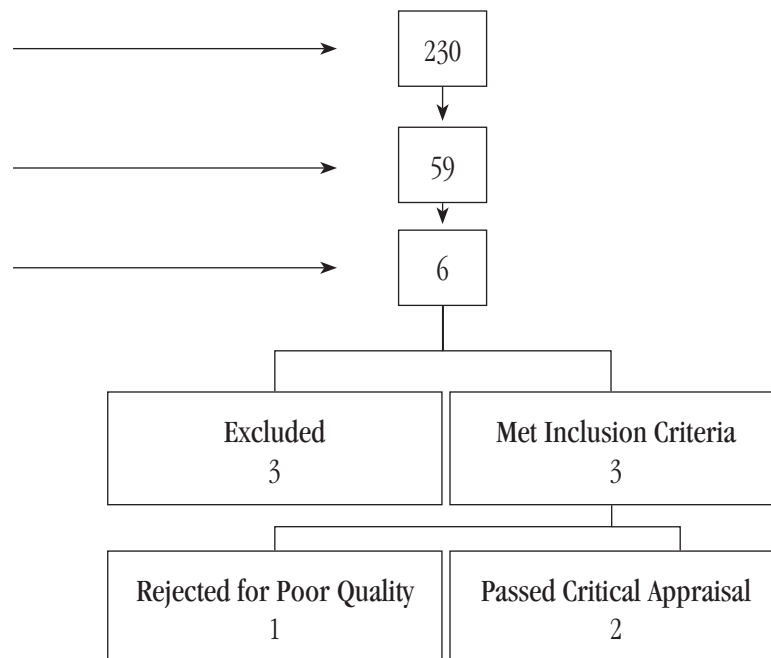 230
59
6
Excluded
3
Met Inclusion Criteria
3
Rejected for Poor Quality
1
Passed Critical Appraisal
2